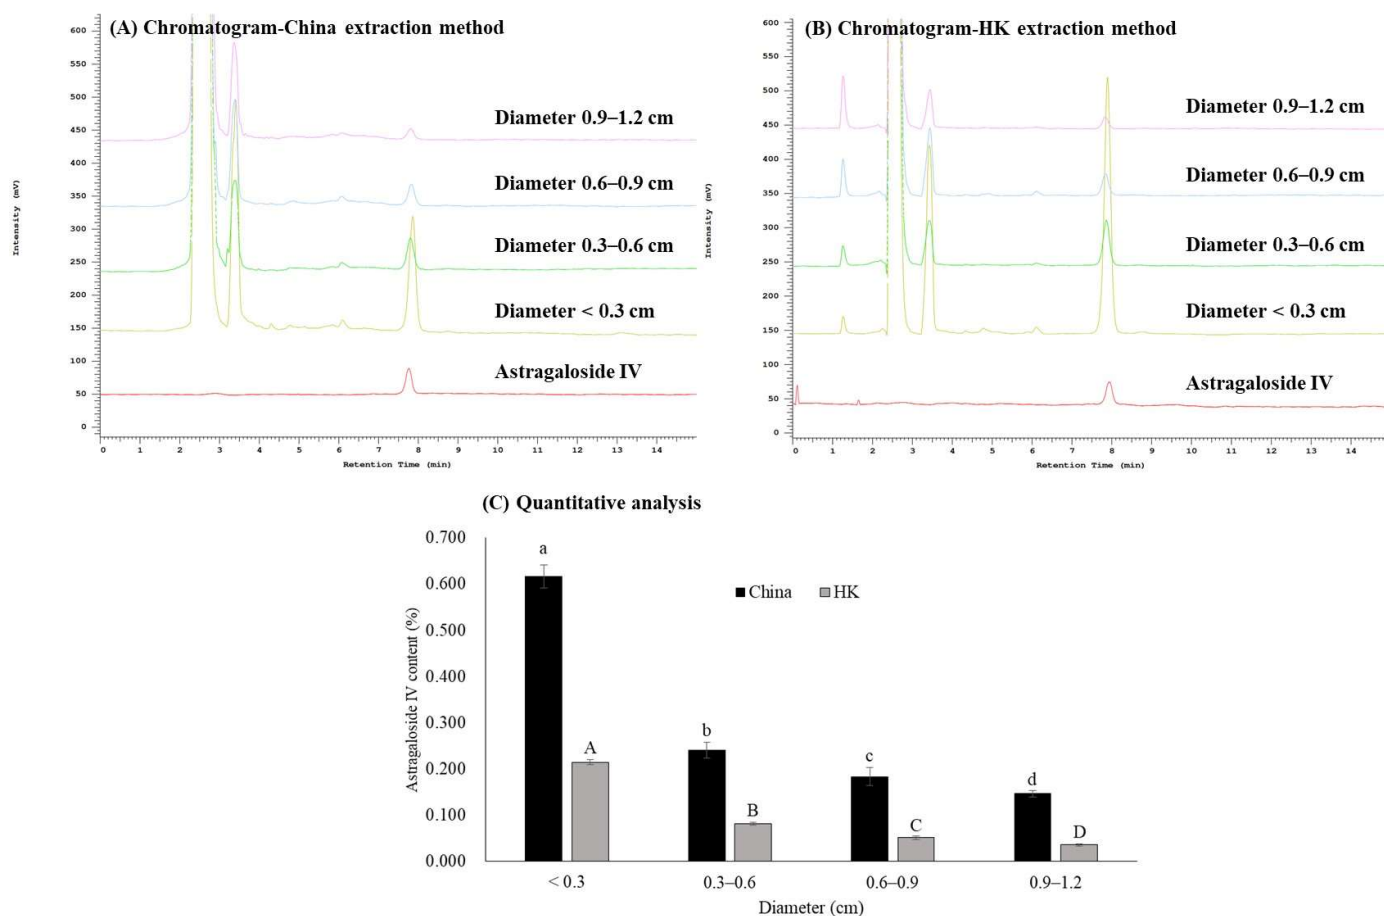 (A) Chromatogram-China extraction method
600
550
500
450
400
350
300
250
200
150
100
50
0
Intensity (mV)
Diameter 0.9–1.2 cm
Diameter 0.6–0.9 cm
Diameter 0.3–0.6 cm
Diameter < 0.3 cm
Astragaloside IV
0 1 2 3 4 5 6 7 8 9 10 11 12 13 14
Retention Time (min)
(B) Chromatogram-HK extraction method
600
550
500
450
400
350
300
250
200
150
100
50
0
Intensity (mV)
Diameter 0.9–1.2 cm
Diameter 0.6–0.9 cm
Diameter 0.3–0.6 cm
Diameter < 0.3 cm
Astragaloside IV
0 1 2 3 4 5 6 7 8 9 10 11 12 13 14
Retention Time (min)
(C) Quantitative analysis
0.700
0.600
0.500
0.400
0.300
0.200
0.100
0.000
Astragaloside IV content (%)
China HK
a
A
b
B
c
C
d
D
< 0.3 0.3–0.6 0.6–0.9 0.9–1.2
Diameter (cm)